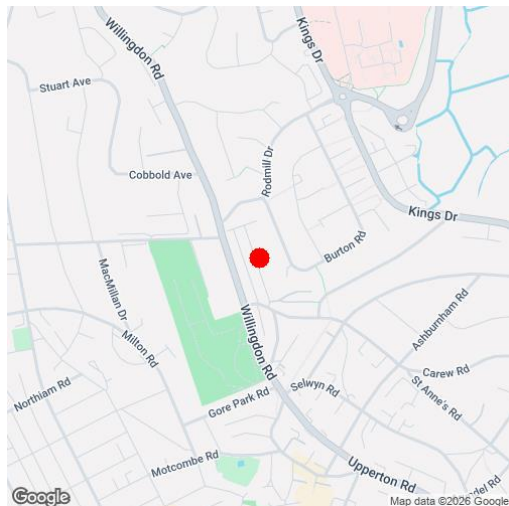 Willingdon Rd
Kings Dr
Stuart Ave
Rodmill Dr
Cobbold Ave
Kings Dr
Burton Rd
MacMillan Dr
Ashburnham Rd
Willingdon Rd
Milton Rd
Carew Rd
Selwyn Rd
St Anne's Rd
Northiam Rd
Gore Park Rd
Motcombe Rd
Upperton Rd
del Rd
Google
Map data ©2026 Google